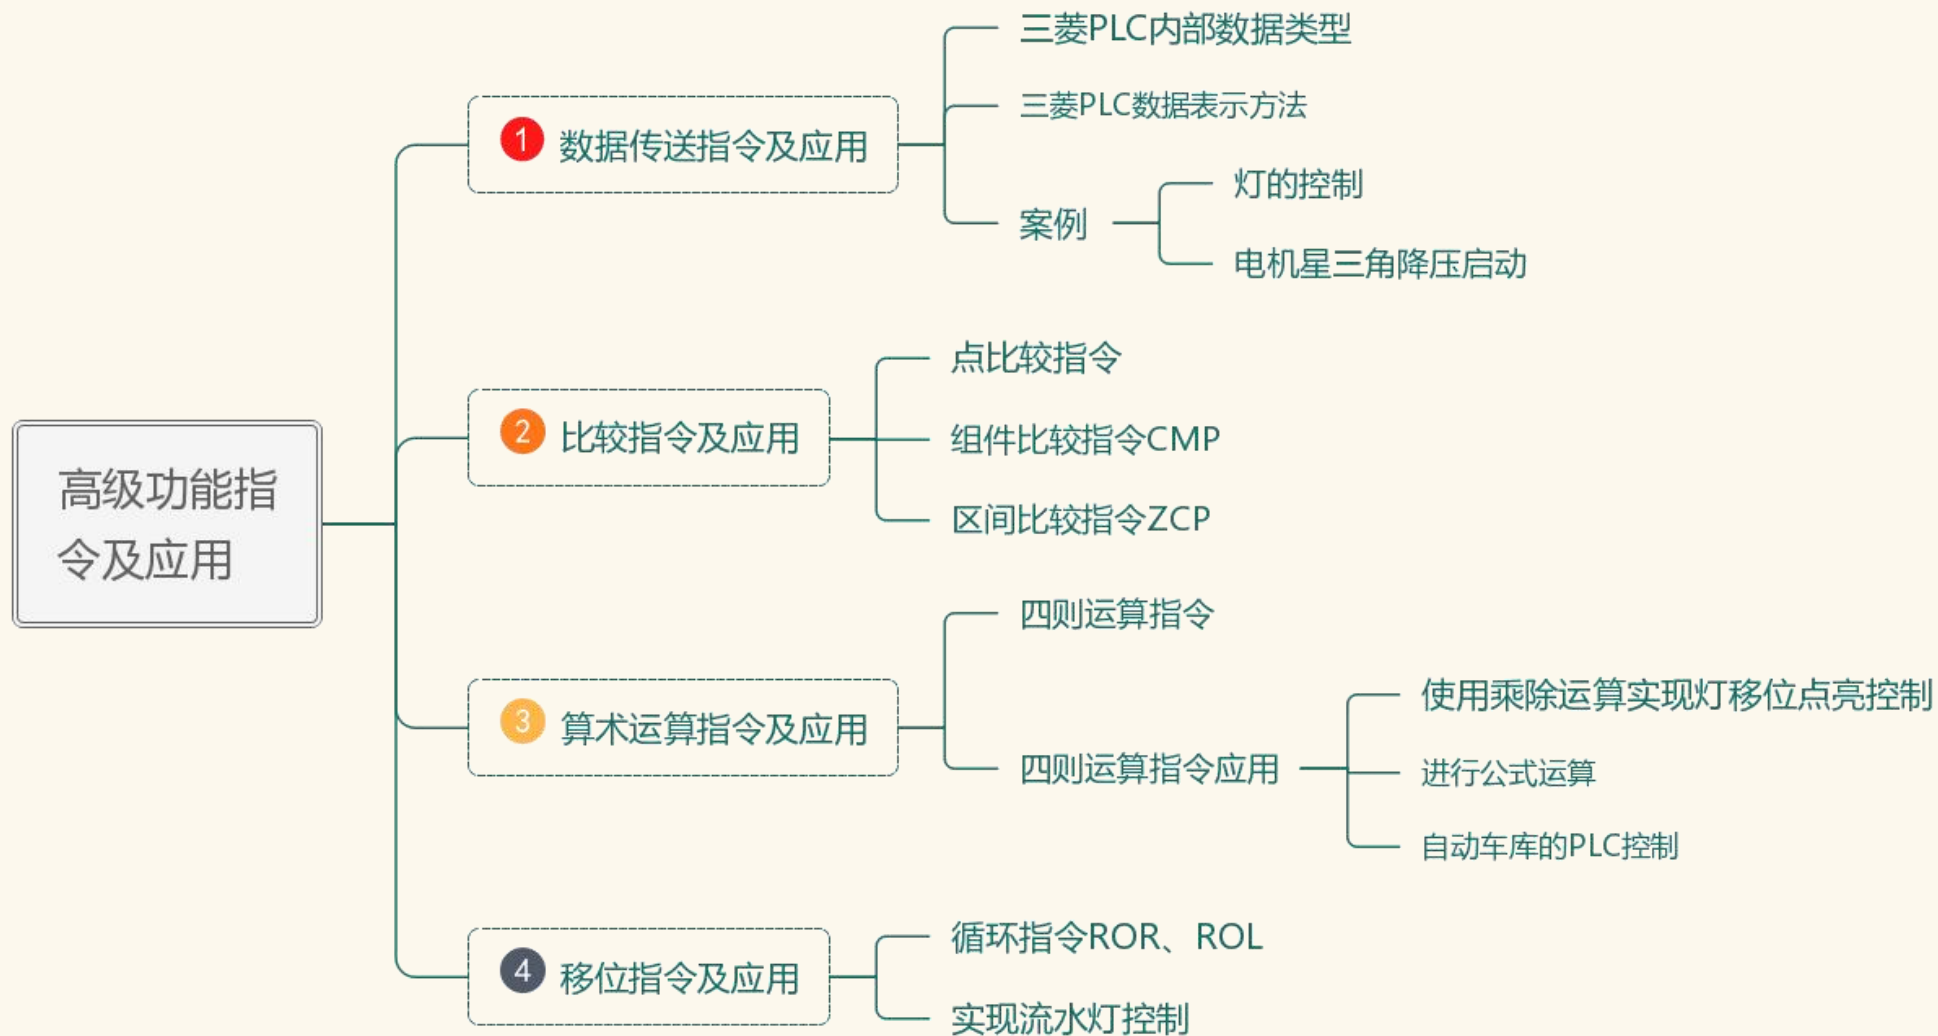 高级功能指
令及应用
1 数据传送指令及应用
三菱PLC内部数据类型
三菱PLC数据表示方法
案例
灯的控制
电机星三角降压启动
2 比较指令及应用
点比较指令
组件比较指令CMP
区间比较指令ZCP
3 算术运算指令及应用
四则运算指令
四则运算指令应用
使用乘除运算实现灯移位点亮控制
进行公式运算
自动车库的PLC控制
4 移位指令及应用
循环指令ROR、ROL
实现流水灯控制